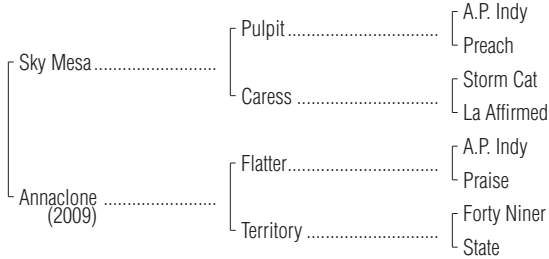 A.P. Indy
Pulpit
Preach
Sky Mesa
Storm Cat
Caress
La Affirmed
A.P. Indy
Flatter
Praise
Annaclone
(2009)
Forty Niner
Territory
State